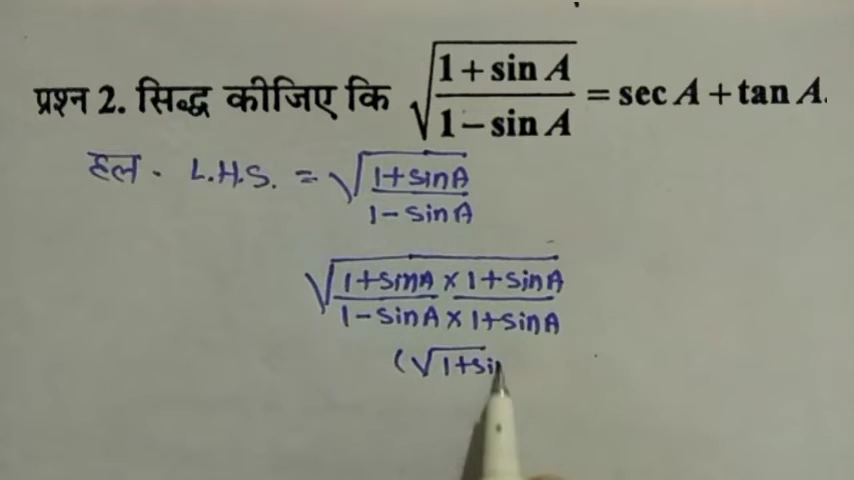 प्रश्न 2. सिद्ध कीजिए कि √(1 + sin A / 1 – sin A) = sec A + tan A.
हल. L.H.S. = √(1+sinA / 1-sinA)
√(1+sinA × 1+sinA / 1-sinA × 1+sinA)
(√1+si